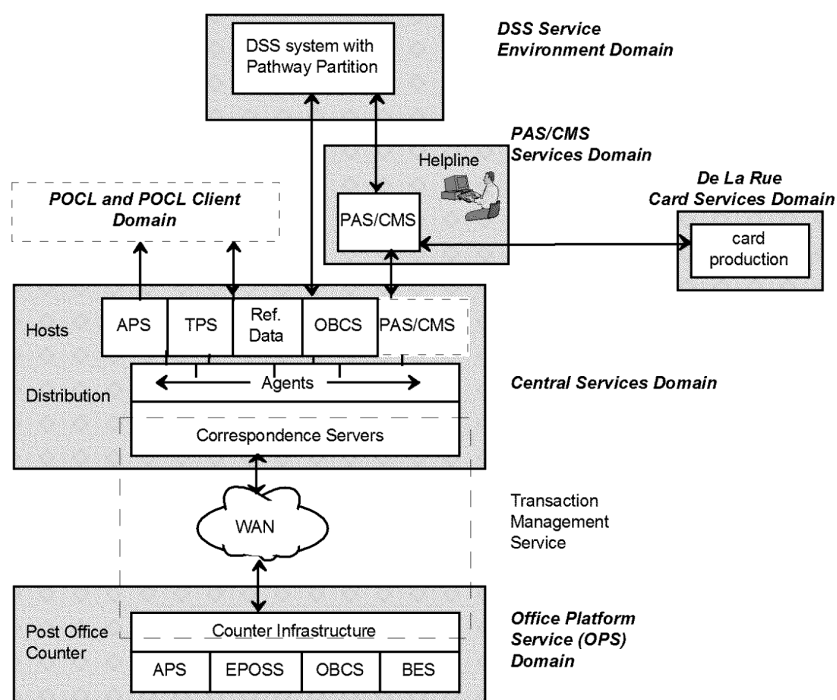 DSS Service
Environment Domain
DSS system with
Pathway Partition
PAS/CMS
Services Domain
Helpline
De La Rue
Card Services Domain
POCL and POCL Client
Domain
PAS/CMS
card
production
Hosts
APS
TPS
Ref.
Data
OBCS
PAS/CMS
Distribution
Agents
Central Services Domain
Correspondence Servers
WAN
Transaction
Management
Service
Post Office
Counter
Counter Infrastructure
Office Platform
Service (OPS)
Domain
APS
EPOSS
OBCS
BES